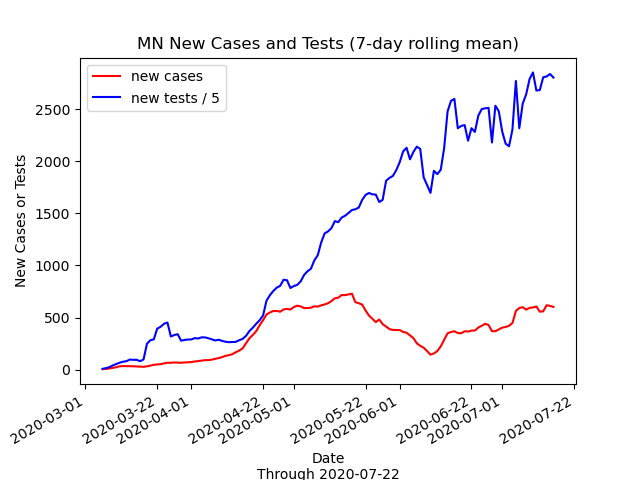 MN New Cases and Tests (7-day rolling mean)
new cases
new tests / 5
New Cases or Tests
2500
2000
1500
1000
500
0
2020-03-01
2020-03-22
2020-04-01
2020-04-22
2020-05-01
2020-05-22
2020-06-01
2020-06-22
2020-07-01
2020-07-22
Date
Through 2020-07-22